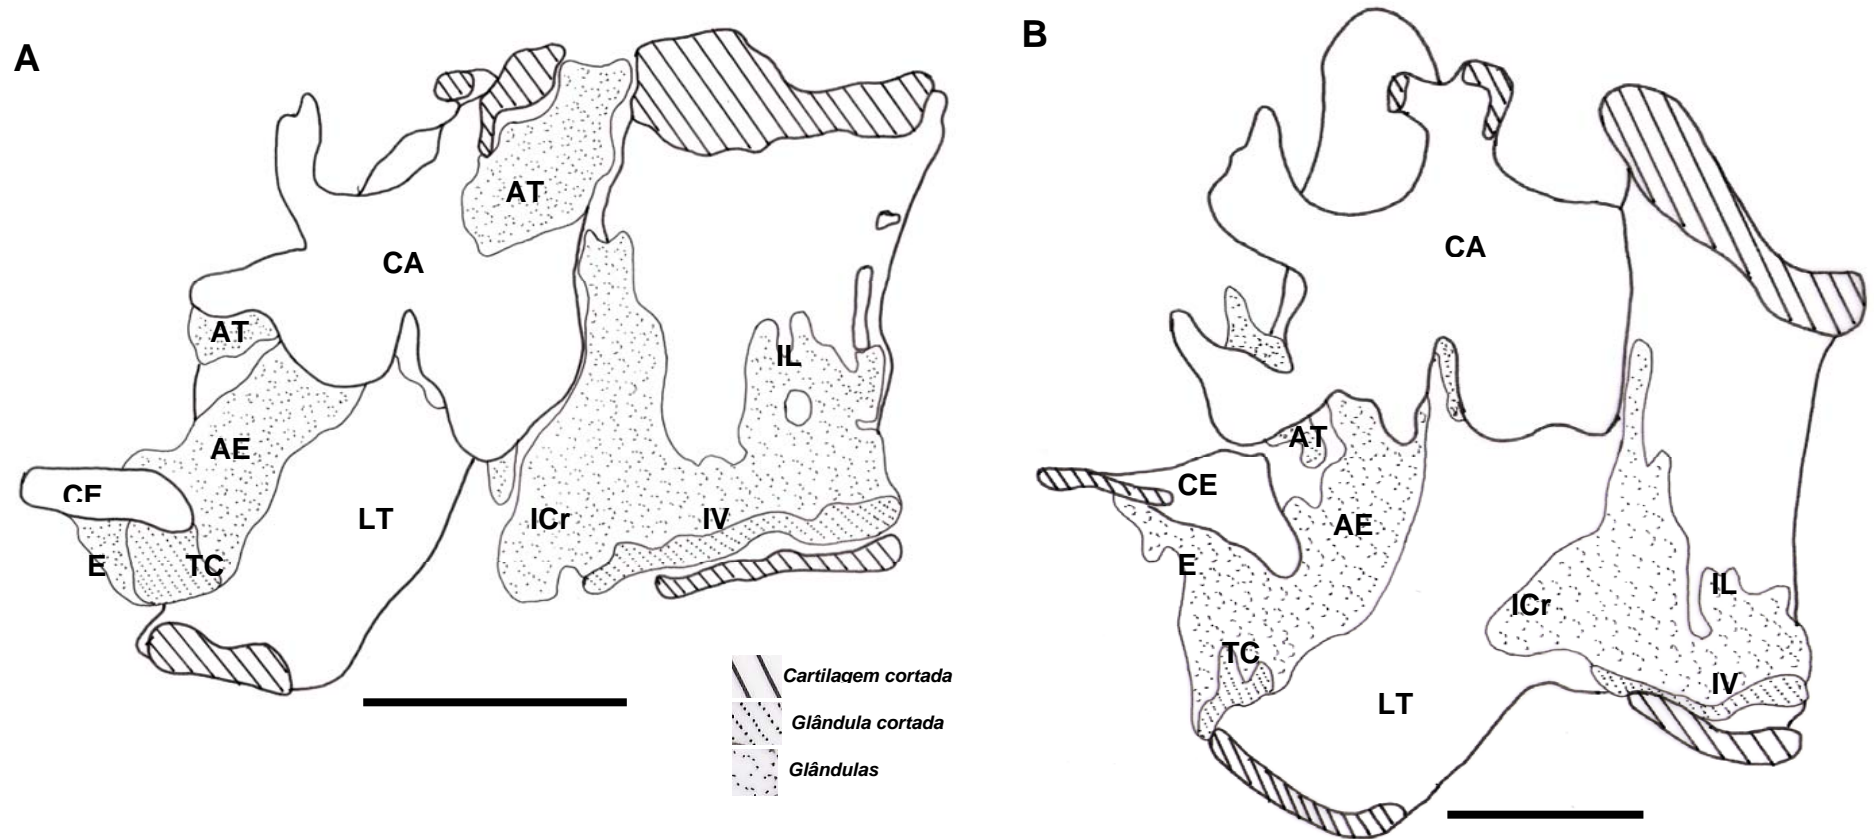 A
AT
CA
AT
IL
AE
CE
LT
ICr
IV
E
TC
Cartilagem cortada
Glândula cortada
Glândulas
B
CA
AT
CE
AE
E
IL
ICr
TC
IV
LT